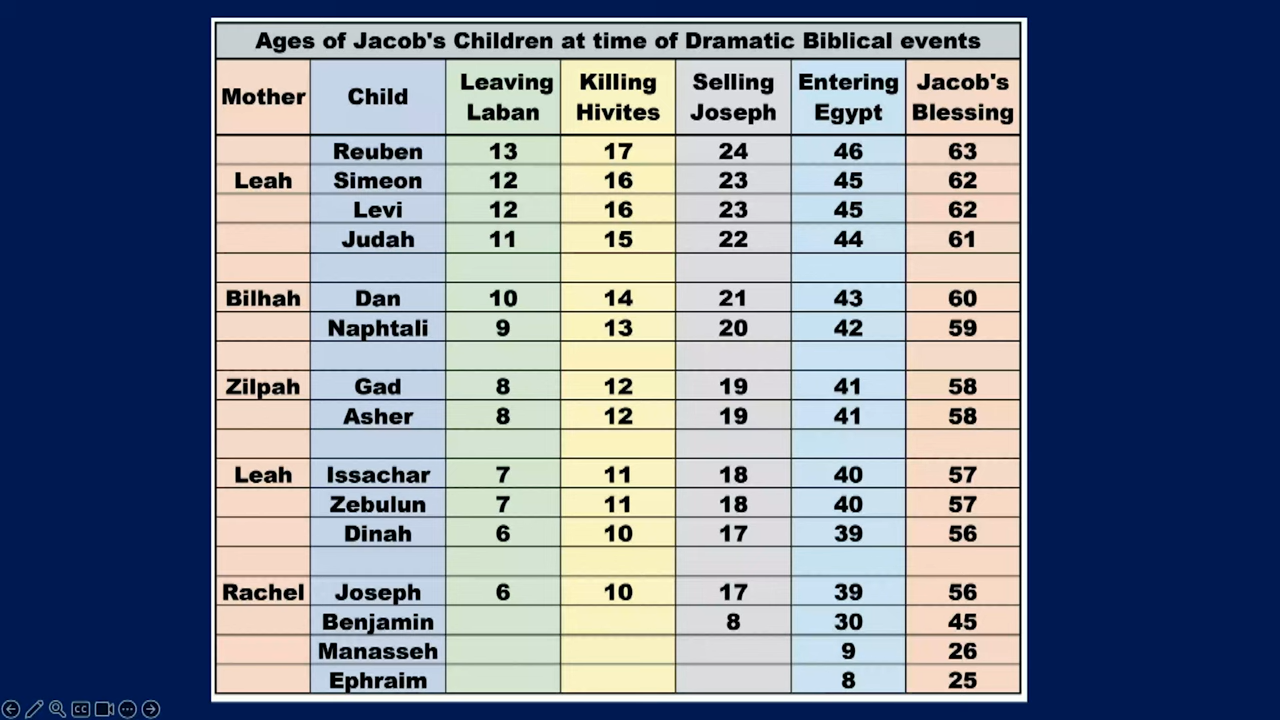 Ages of Jacob's Children at time of Dramatic Biblical events
Mother Child Leaving Laban Killing Hivites Selling Joseph Entering Egypt Jacob's Blessing
Reuben 13 17 24 46 63
Leah Simeon 12 16 23 45 62
Levi 12 16 23 45 62
Judah 11 15 22 44 61
Bilhah Dan 10 14 21 43 60
Naphtali 9 13 20 42 59
Zilpah Gad 8 12 19 41 58
Asher 8 12 19 41 58
Leah Issachar 7 11 18 40 57
Zebulun 7 11 18 40 57
Dinah 6 10 17 39 56
Rachel Joseph 6 10 17 39 56
Benjamin 8 30 45
Manasseh 9 26
Ephraim 8 25
CC